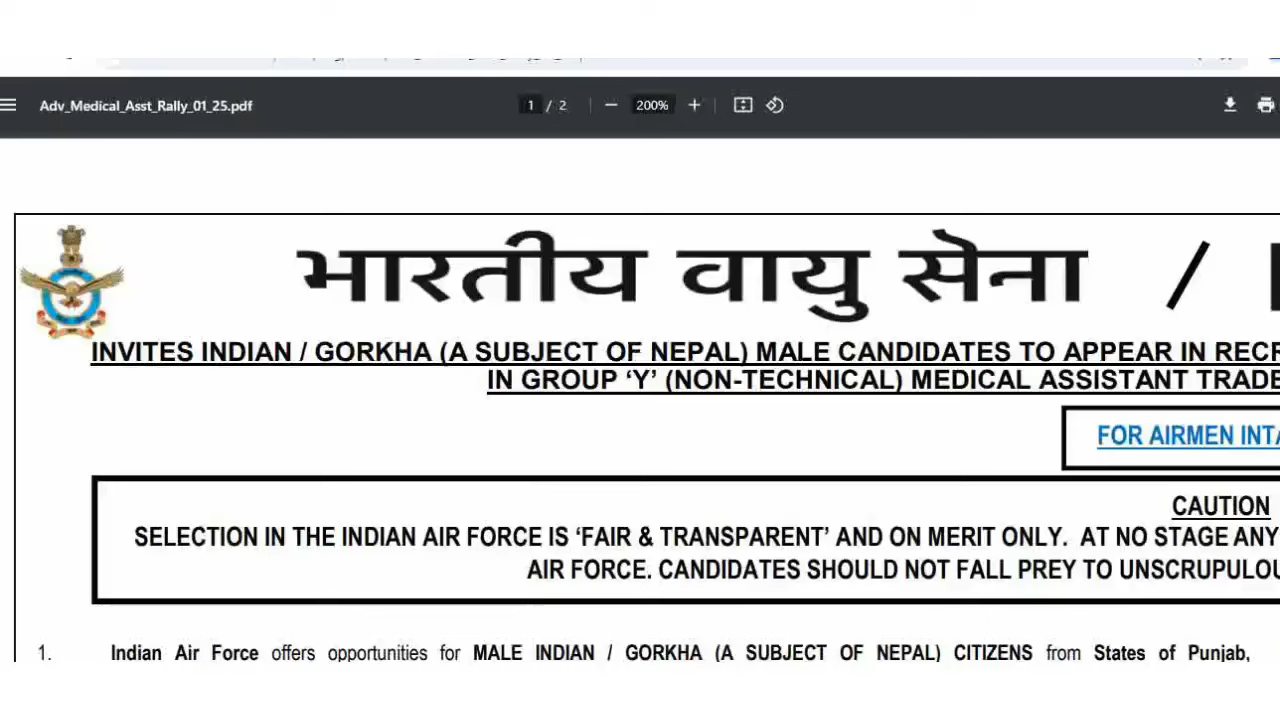 Adv_Medical_Asst_Rally_01_25.pdf
1 / 2
200%
भारतीय वायु सेना /
INVITES INDIAN / GORKHA (A SUBJECT OF NEPAL) MALE CANDIDATES TO APPEAR IN
IN GROUP ‘Y’ (NON-TECHNICAL) MEDICAL ASSISTANT TRADE
FOR AIRMEN
CAUTION
SELECTION IN THE INDIAN AIR FORCE IS ‘FAIR & TRANSPARENT’ AND ON MERIT ONLY. AT NO STAGE ANY
AIR FORCE. CANDIDATES SHOULD NOT FALL PREY TO
1. Indian Air Force offers opportunities for MALE INDIAN / GORKHA (A SUBJECT OF NEPAL) CITIZENS from States of Punjab,